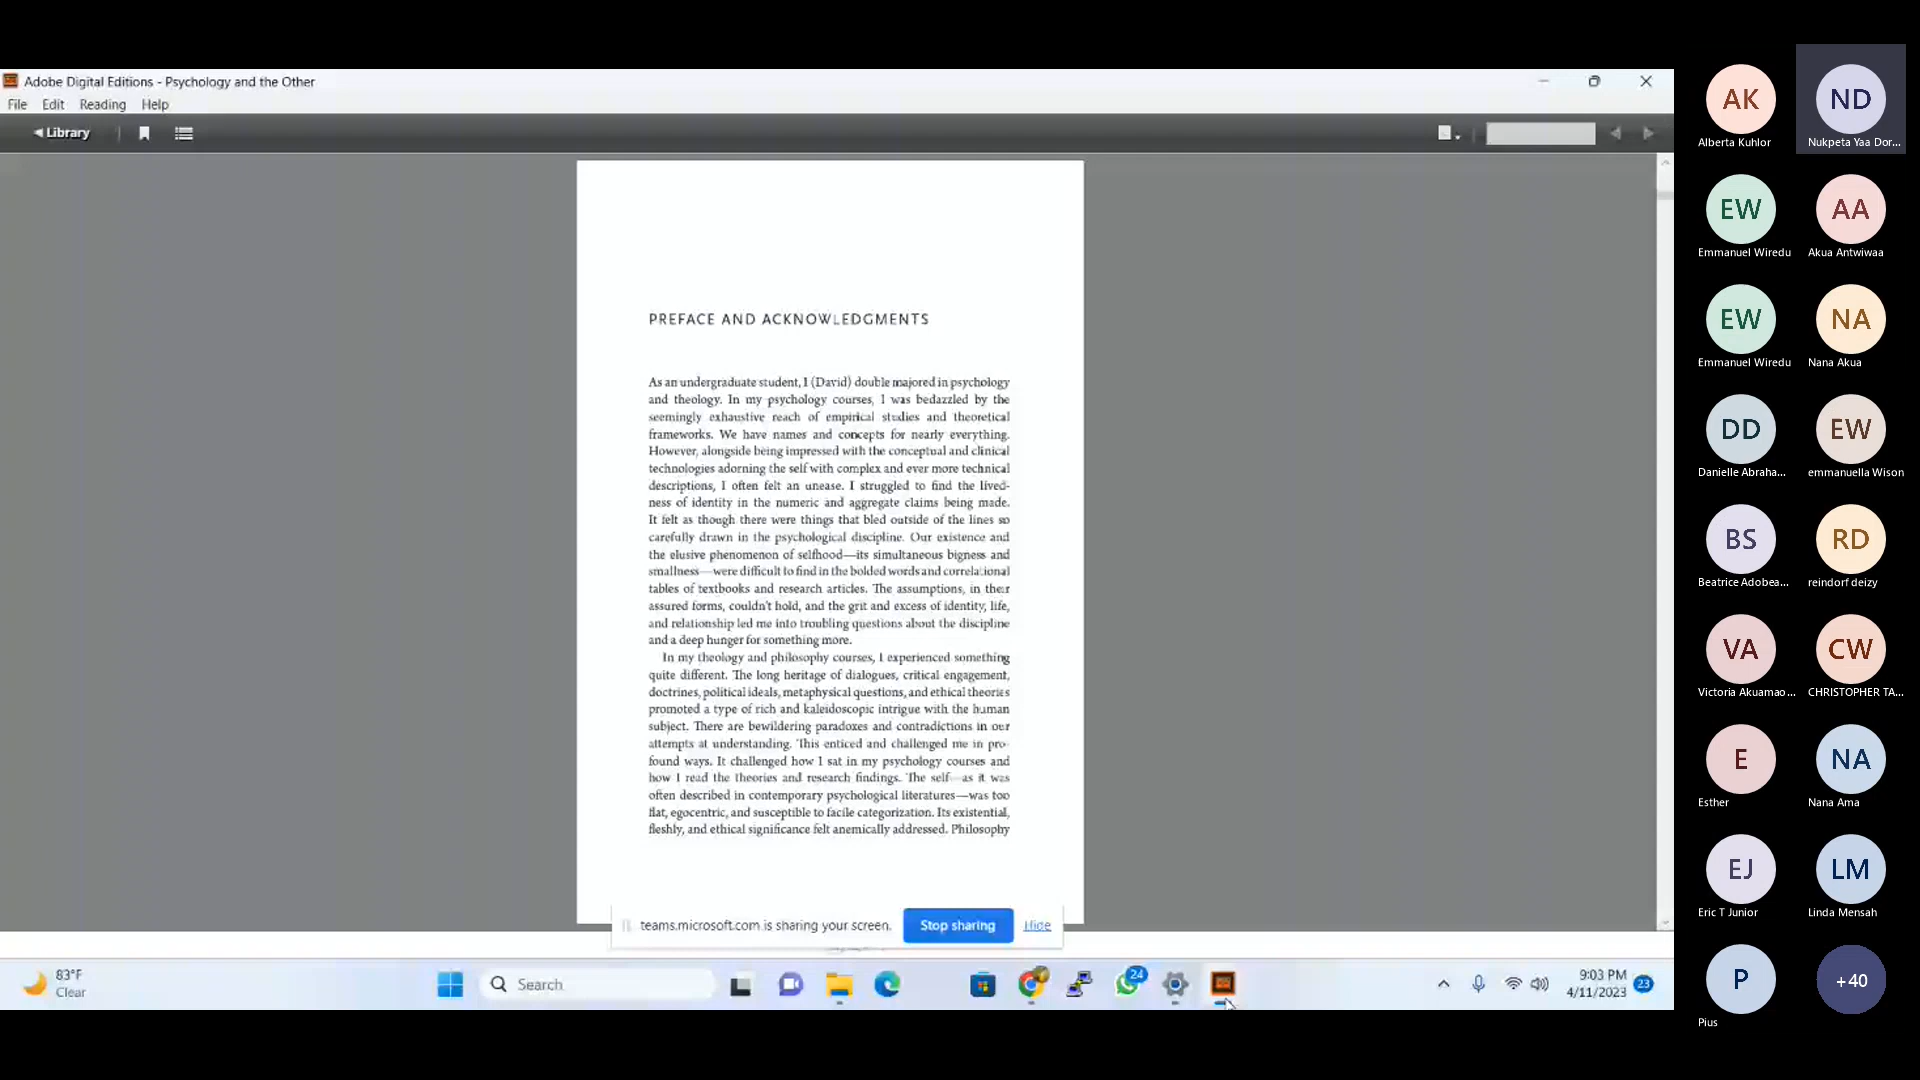 Adobe Digital Editions - Psychology and the Other
File Edit Reading Help
Library
PREFACE AND ACKNOWLEDGMENTS
As an undergraduate student, I (David) double majored in psychology
and theology. In my psychology courses, I was bedazzled by the
seemingly exhaustive reach of empirical studies and theoretical
frameworks. We have names and concepts for nearly everything.
However, alongside being impressed with the conceptual and clinical
technologies adorning the self with complex and ever more technical
descriptions, I often felt an unease. I struggled to find the lived-
ness of identity in the numeric and aggregate claims being made.
It felt as though there were things that bled outside of the lines so
carefully drawn in the psychological discipline. Our existence and
the elusive phenomenon of selfhood—its simultaneous bigness and
smallness—were difficult to find in the bolded words and correlational
tables of textbooks and research articles. The assumptions, in their
assured forms, couldn't hold, and the grit and excess of identity, life,
and relationship led me into troubling questions about the discipline
and a deep hunger for something more.
In my theology and philosophy courses, I experienced something
quite different. The long heritage of dialogues, critical engagement,
doctrines, political ideals, metaphysical questions, and ethical theories
promoted a type of rich and kaleidoscopic intrigue with the human
subject. There are bewildering paradoxes and contradictions in our
attempts at understanding. This enticed and challenged me in pro-
found ways. It challenged how I sat in my psychology courses and
how I read the theories and research findings. The self—as it was
often described in contemporary psychological literatures—was too
flat, egocentric, and susceptible to facile categorization. Its existential,
fleshly, and ethical significance felt anemically addressed. Philosophy
teams.microsoft.com is sharing your screen. Stop sharing Hide
83°F
Clear
Search
24
9:03 PM
4/11/2023
23
AK ND
Alberta Kuhlor Nukpeta Yaa Dor...
EW AA
Emmanuel Wiredu Akua Antwiwaa
EW NA
Emmanuel Wiredu Nana Akua
DD EW
Danielle Abraha... emmanuella Wison
BS RD
Beatrice Adobea... reindorf deizy
VA CW
Victoria Akuamao... CHRISTOPHER TA...
E NA
Esther Nana Ama
EJ LM
Eric T Junior Linda Mensah
P +40
Pius